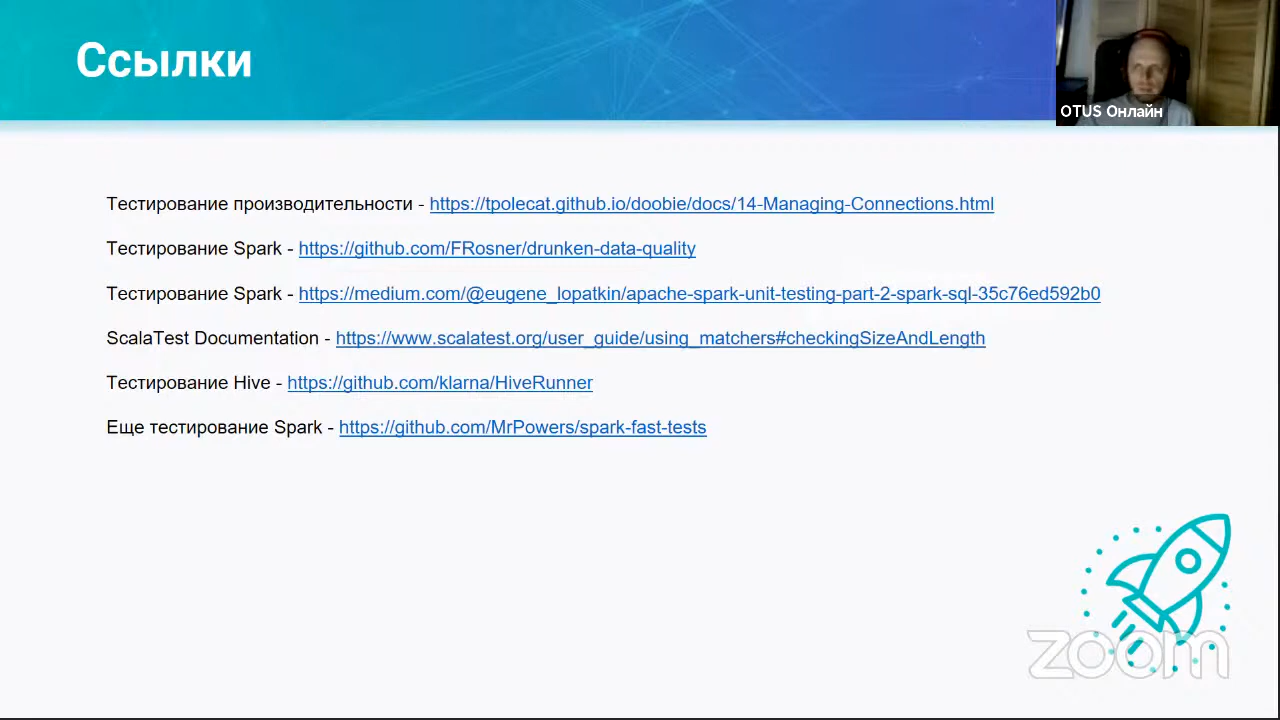 Ссылки
OTUS Онлайн
Тестирование производительности - https://tpolecat.github.io/doobie/docs/14-Managing-Connections.html
Тестирование Spark - https://github.com/FRosner/drunken-data-quality
Тестирование Spark - https://medium.com/@eugene_lopatkin/apache-spark-unit-testing-part-2-spark-sql-35c76ed592b0
ScalaTest Documentation - https://www.scalatest.org/user_guide/using_matchers#checkingSizeAndLength
Тестирование Hive - https://github.com/klarna/HiveRunner
Еще тестирование Spark - https://github.com/MrPowers/spark-fast-tests
zoom